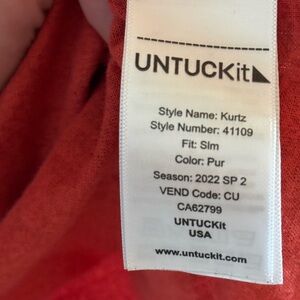 UNTUCKit
Style Name: Kurtz
Style Number: 41109
Fit: Slm
Color: Pur
Season: 2022 SP 2
VEND Code: CU
CA62799
UNTUCKit
USA
www.untuckit.com